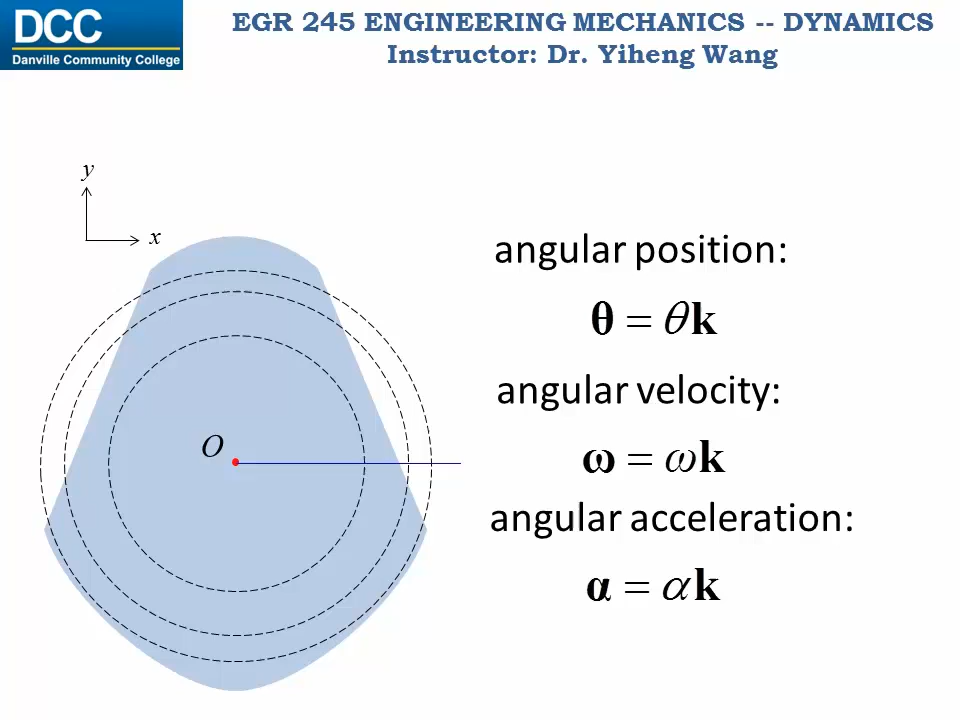 DCC
Danville Community College
EGR 245 ENGINEERING MECHANICS -- DYNAMICS
Instructor: Dr. Yiheng Wang
y
x
O
angular position:
θ = θk
angular velocity:
ω = ωk
angular acceleration:
α = αk